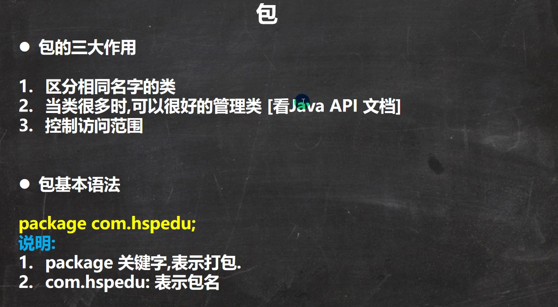 包
● 包的三大作用
1. 区分相同名字的类
2. 当类很多时,可以很好的管理类 [看Java API 文档]
3. 控制访问范围
● 包基本语法
package com.hspedu;
说明:
1. package 关键字,表示打包.
2. com.hspedu: 表示包名